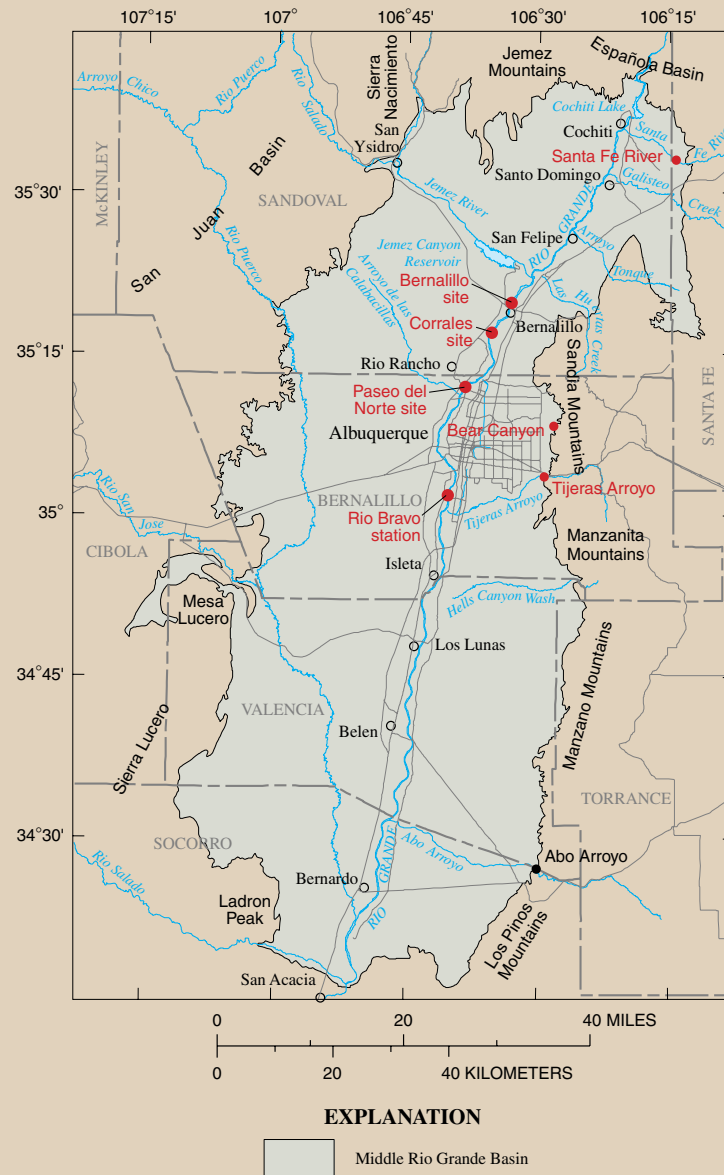 107°15'
107°
106°45'
106°30'
106°15'
Jemez
Mountains
Española Basin
Sierra
Nacimiento
Arroyo Chico
Rio Puerco
Rio
Salado
Cochiti Lake
Cochiti
Santa
Fe River
San
Ysidro
Santa Fe River
McKINLEY
San Juan Basin
35°30'
SANDOVAL
Santo Domingo
Galisteo
Creek
Jemez River
RIO GRANDE
Rio Puerco
San Felipe
Arroyo
Tonque
Jemez Canyon
Reservoir
Arroyo de las
Calabacillas
Bernalillo
site
Las
Creek
Corrales
site
Bernalillo
35°15'
Rio Rancho
Sandia Mountains
SANTA FE
Paseo del
Norte site
Albuquerque
Bear Canyon
Rio San
Jose
BERNALILLO
Tijeras Arroyo
Tijeras Arroyo
35°
Rio Bravo
station
Manzanita
Mountains
CIBOLA
Isleta
Mesa
Lucero
Hells Canyon Wash
Los Lunas
34°45'
Manzano Mountains
VALENCIA
Sierra Lucero
Belen
TORRANCE
34°30'
SOCORRO
RIO GRANDE
Abo Arroyo
Abo Arroyo
Rio Salado
Bernardo
Ladron
Peak
Los Pinos
Mountains
San Acacia
0
20
40 MILES
0
20
40 KILOMETERS
EXPLANATION
Middle Rio Grande Basin